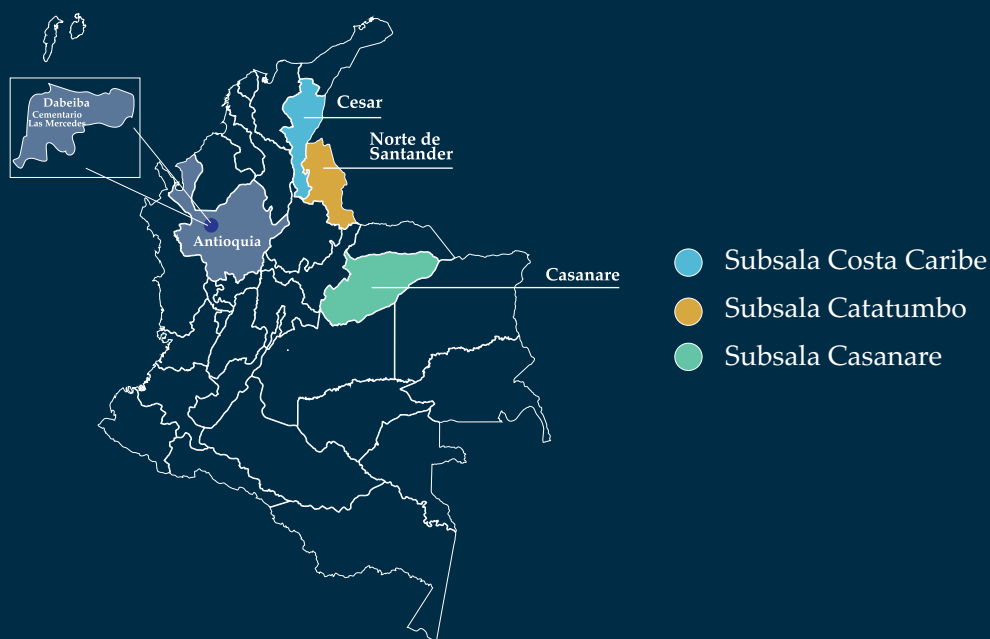 Dabeiba
Cementario
Las Mercedes
Cesar
Norte de
Santander
Antioquia
Casanare
Subsala Costa Caribe
Subsala Catatumbo
Subsala Casanare